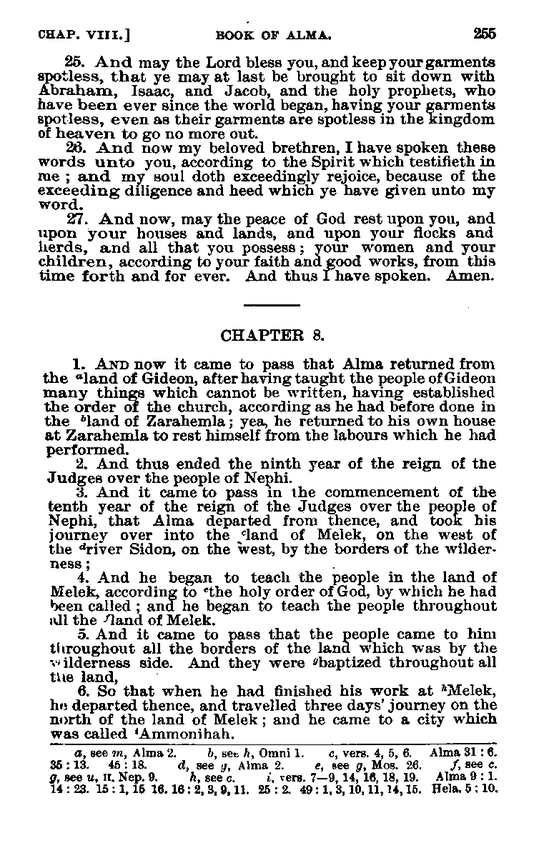 CHAP. VIII.] BOOK OF ALMA. 255
25. And may the Lord bless you, and keep your garments
spotless, that ye may at last be brought to sit down with
Abraham, Isaac, and Jacob, and the holy prophets, who
have been ever since the world began, having your garments
spotless, even as their garments are spotless in the kingdom
of heaven to go no more out.
26. And now my beloved brethren, I have spoken these
words unto you, according to the Spirit which testifieth in
me ; and my soul doth exceedingly rejoice, because of the
exceeding diligence and heed which ye have given unto my
word.
27. And now, may the peace of God rest upon you, and
upon your houses and lands, and upon your flocks and
herds, and all that you possess ; your women and your
children, according to your faith and good works, from this
time forth and for ever. And thus I have spoken. Amen.
CHAPTER 8.
1. AND now it came to pass that Alma returned from
the ᵃland of Gideon, after having taught the people of Gideon
many things which cannot be written, having established
the order of the church, according as he had before done in
the ᵇland of Zarahemla ; yea, he returned to his own house
at Zarahemla to rest himself from the labours which he had
performed.
2. And thus ended the ninth year of the reign of the
Judges over the people of Nephi.
3. And it came to pass in the commencement of the
tenth year of the reign of the Judges over the people of
Nephi, that Alma departed from thence, and took his
journey over into the ᶜland of Melek, on the west of
the ᵈriver Sidon, on the west, by the borders of the wilder-
ness ;
4. And he began to teach the people in the land of
Melek, according to ᵉthe holy order of God, by which he had
been called ; and he began to teach the people throughout
all the ᶠland of Melek.
5. And it came to pass that the people came to him
throughout all the borders of the land which was by the
wilderness side. And they were ᵍbaptized throughout all
the land,
6. So that when he had finished his work at ʰMelek,
he departed thence, and travelled three days' journey on the
north of the land of Melek ; and he came to a city which
was called ⁱAmmonihah.
a, see m, Alma 2. b, see h, Omni 1. c, vers. 4, 5, 6. Alma 31 : 6.
35 : 13. 45 : 18. d, see g, Alma 2. e, see g, Mos. 26. f, see c.
g, see u, II. Nep. 9. h, see c. i, vers. 7—9, 14, 16, 18, 19. Alma 9 : 1.
14 : 23. 15 : 1, 15 16. 16 : 2, 3, 9, 11. 25 : 2. 49 : 1, 3, 10, 11, 14, 15. Hela. 5 : 10.